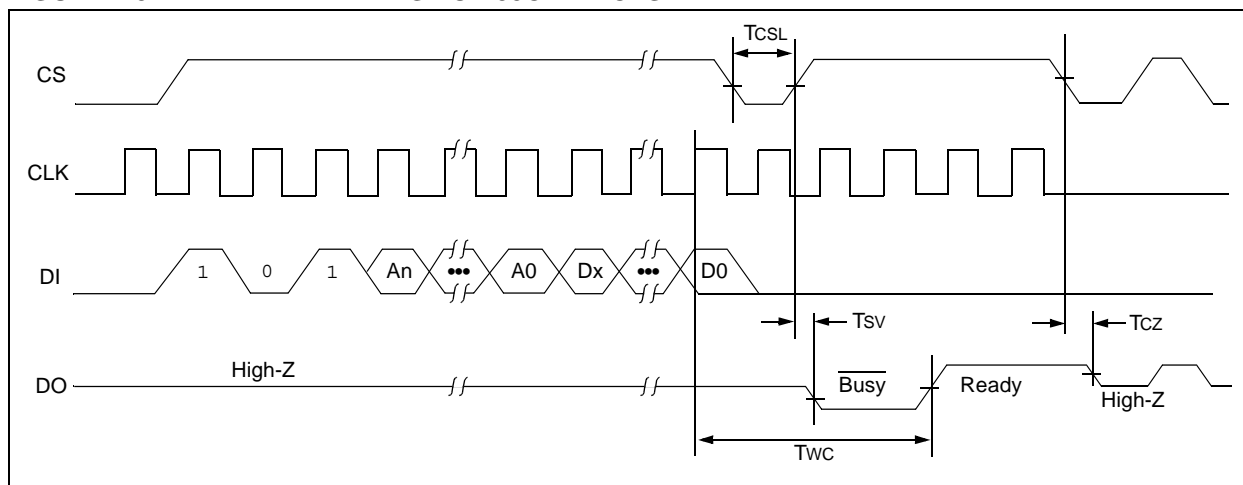 TCSL
CS
CLK
DI
1 0 1 An ••• A0 Dx ••• D0
TSV
TCZ
DO
High-Z
Busy
Ready
High-Z
TWC